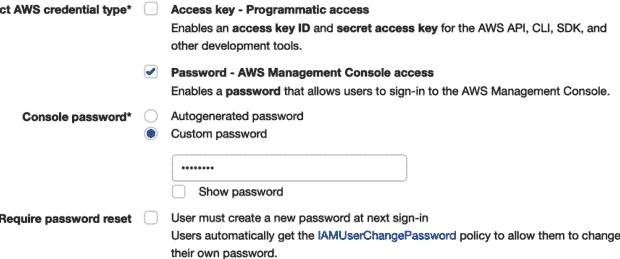 ct AWS credential type* Access key - Programmatic access
Enables an access key ID and secret access key for the AWS API, CLI, SDK, and
other development tools.
Password - AWS Management Console access
Enables a password that allows users to sign-in to the AWS Management Console.
Console password* Autogenerated password
Custom password
••••••••
Show password
Require password reset User must create a new password at next sign-in
Users automatically get the IAMUserChangePassword policy to allow them to change
their own password.